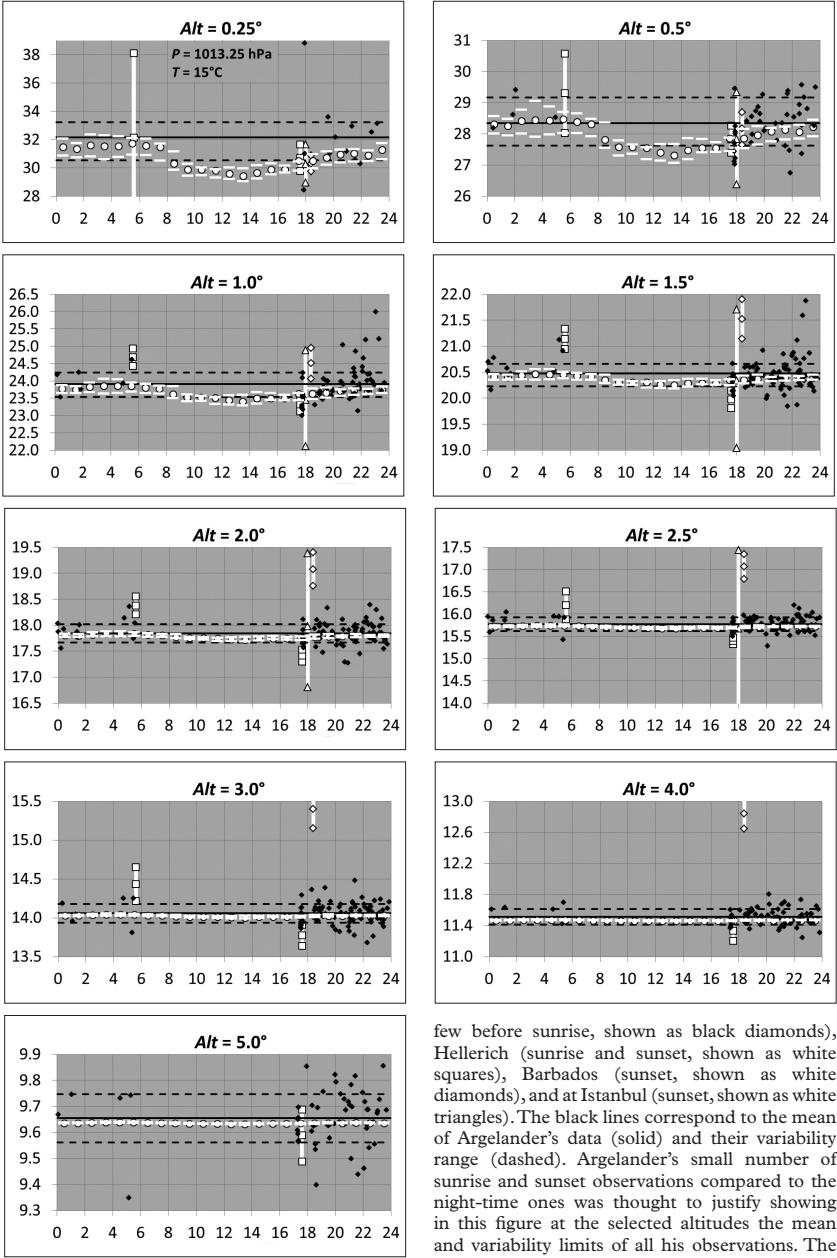 Alt = 0.25°
P = 1013.25 hPa
T = 15°C
38
36
34
32
30
28
0 2 4 6 8 10 12 14 16 18 20 22 24
Alt = 0.5°
31
30
29
28
27
26
0 2 4 6 8 10 12 14 16 18 20 22 24
Alt = 1.0°
26.5
26.0
25.5
25.0
24.5
24.0
23.5
23.0
22.5
22.0
0 2 4 6 8 10 12 14 16 18 20 22 24
Alt = 1.5°
22.0
21.5
21.0
20.5
20.0
19.5
19.0
0 2 4 6 8 10 12 14 16 18 20 22 24
Alt = 2.0°
19.5
19.0
18.5
18.0
17.5
17.0
16.5
0 2 4 6 8 10 12 14 16 18 20 22 24
Alt = 2.5°
17.5
17.0
16.5
16.0
15.5
15.0
14.5
14.0
0 2 4 6 8 10 12 14 16 18 20 22 24
Alt = 3.0°
15.5
15.0
14.5
14.0
13.5
0 2 4 6 8 10 12 14 16 18 20 22 24
Alt = 4.0°
13.0
12.6
12.2
11.8
11.4
11.0
0 2 4 6 8 10 12 14 16 18 20 22 24
Alt = 5.0°
9.9
9.8
9.7
9.6
9.5
9.4
9.3
0 2 4 6 8 10 12 14 16 18 20 22 24
few before sunrise, shown as black diamonds),
Hellerich (sunrise and sunset, shown as white
squares), Barbados (sunset, shown as white
diamonds), and at Istanbul (sunset, shown as white
triangles). The black lines correspond to the mean
of Argelander's data (solid) and their variability
range (dashed). Argelander's small number of
sunrise and sunset observations compared to the
night-time ones was thought to justify showing
in this figure at the selected altitudes the mean
and variability limits of all his observations. The